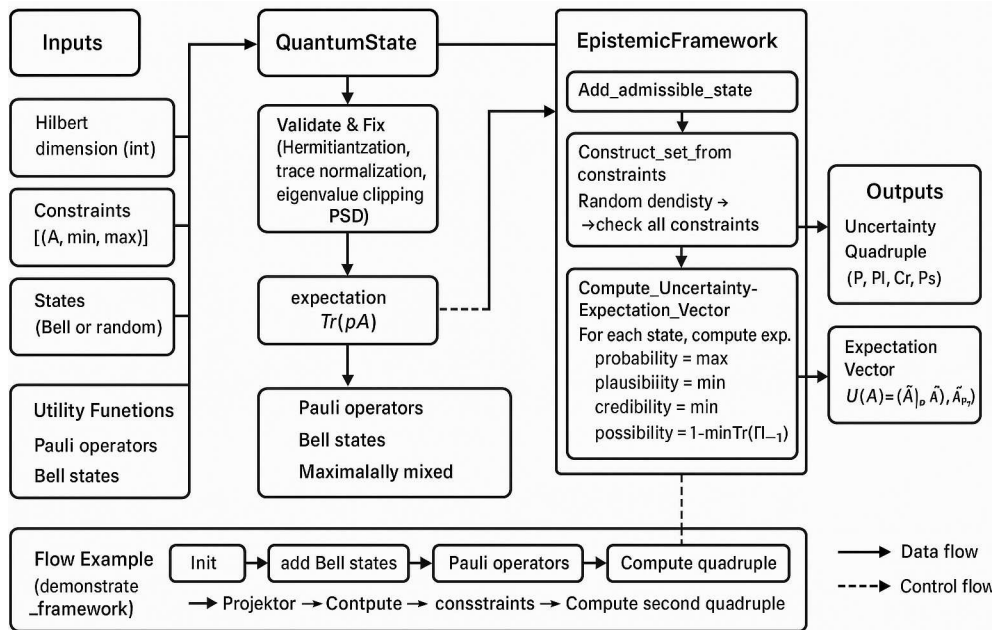 Inputs
Hilbert
dimension (int)
Constraints
[(A, min, max)]
States
(Bell or random)
Utility Funetions
Pauli operators
Bell states
QuantumState
Validate & Fix
(Hermitiantzation,
trace normalization,
eigenvalue clipping
PSD)
expectation
Tr(pA)
Pauli operators
Bell states
Maximalally mixed
EpistemicFramework
Add_admissible_state
Construct_set_from
constraints
Random dendisty →
→check all constraints
Compute_Uncertainty-
Expectation_Vector
For each state, compute exp.
probability = max
plausibiiity = min
credibility = min
possibility = 1-minTr(Π−1)
Outputs
Uncertainty
Quadruple
(P, Pl, Cr, Ps)
Expectation
Vector
Flow Example
(demonstrate
_framework)
Init
add Bell states
Pauli operators
Compute quadruple
→ Projektor → Contpute → consstraints → Compute second quadruple
Data flow
Control flow